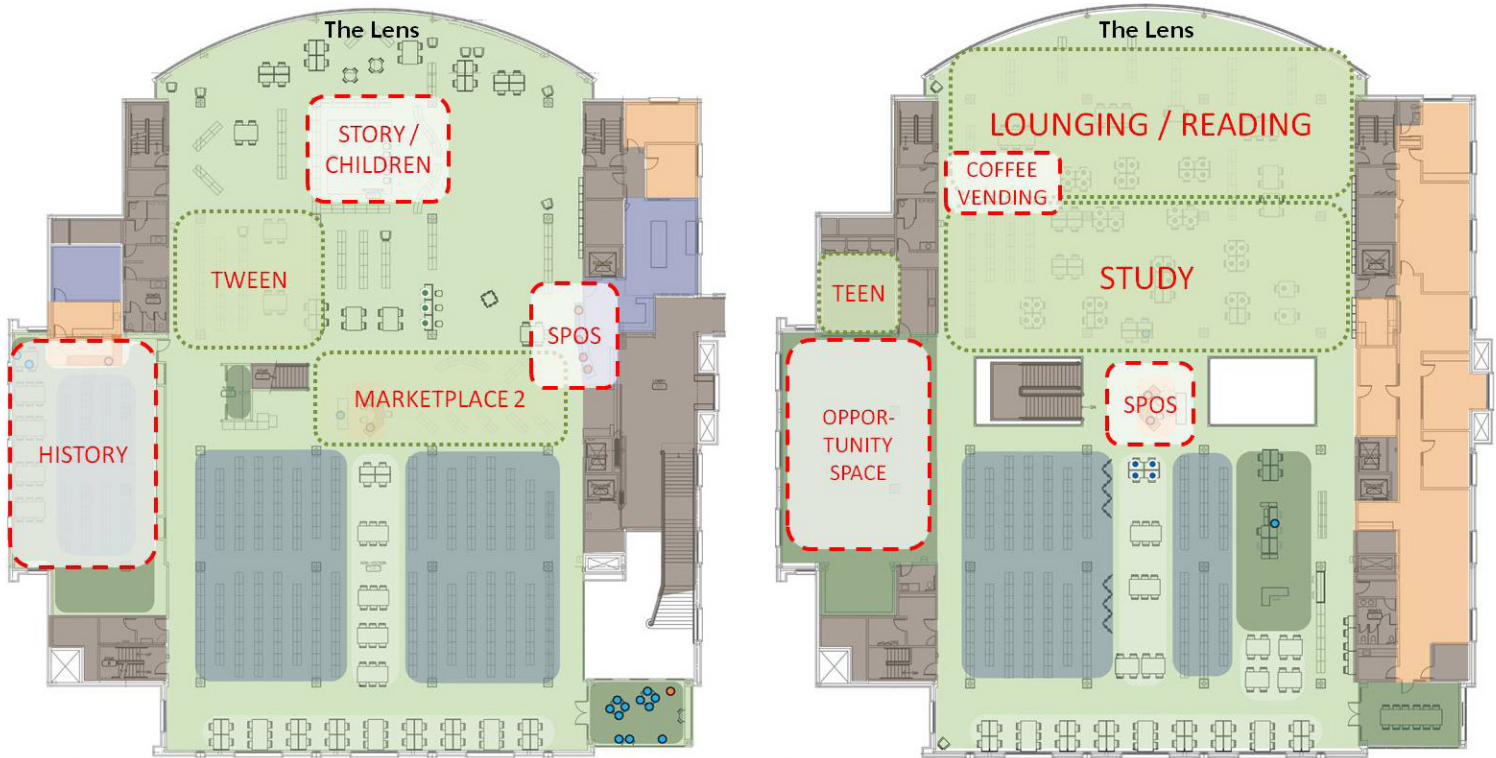 The Lens
STORY /
CHILDREN
TWEEN
SPOS
MARKETPLACE 2
HISTORY
The Lens
LOUNGING / READING
COFFEE
VENDING
STUDY
TEEN
SPOS
OPPOR-
TUNITY
SPACE